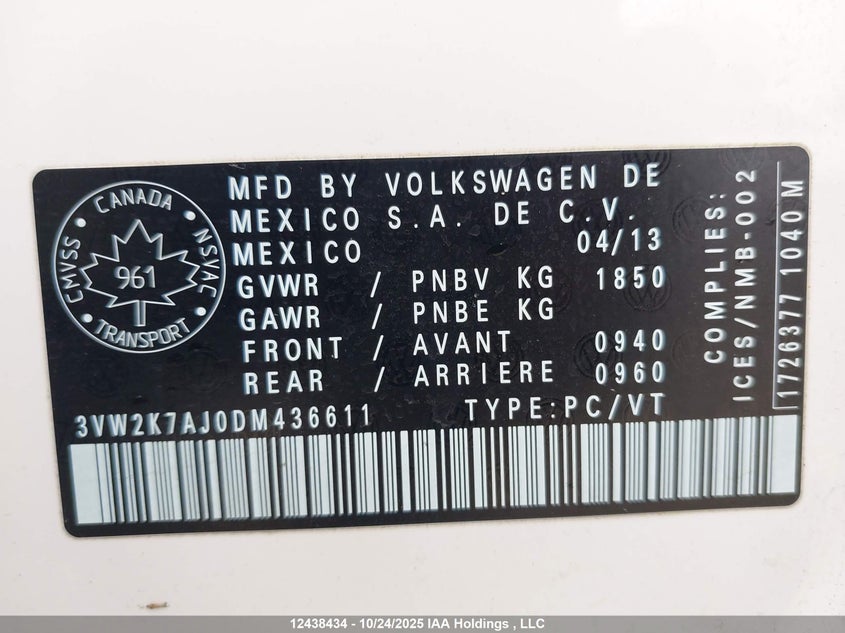 CANADA
CMVSS
NSVAC
961
TRANSPORT
MFD BY VOLKSWAGEN DE
MEXICO S.A. DE C.V.
MEXICO 04/13
GVWR / PNBV KG 1850
GAWR / PNBE KG
FRONT / AVANT 0940
REAR / ARRIERE 0960
3VW2K7AJ0DM436611 TYPE:PC/VT
COMPLIES:
ICES/NMB-002
1726377 1040 M
12438434 - 10/24/2025 IAA Holdings , LLC